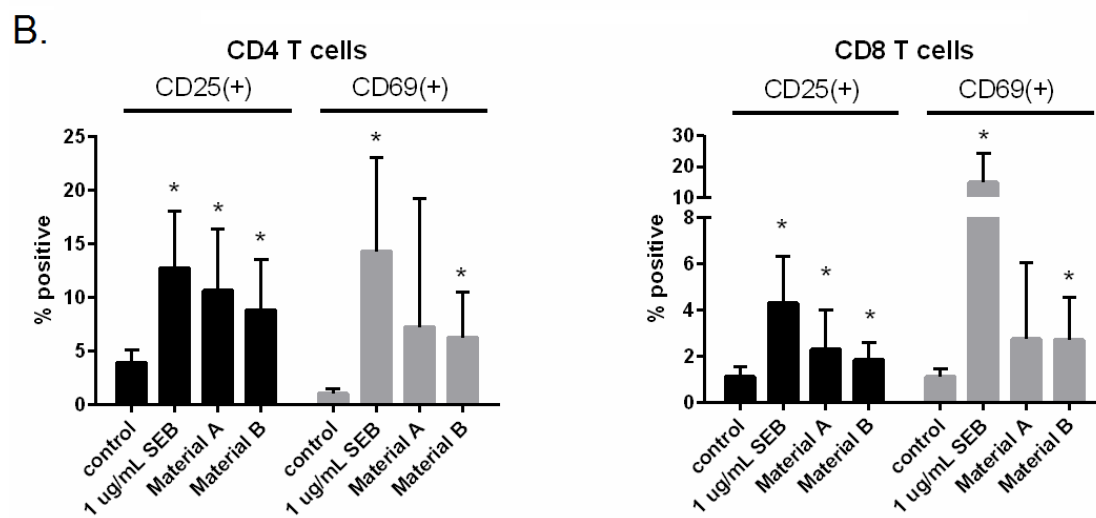 B.
CD4 T cells
CD25(+) CD69(+)
% positive
25
20
15
10
5
0
* * * * *
control 1 ug/mL SEB Material A Material B control 1 ug/mL SEB Material A Material B
CD8 T cells
CD25(+) CD69(+)
% positive
30
20
10
8
6
4
2
0
* * * * *
control 1 ug/mL SEB Material A Material B control 1 ug/mL SEB Material A Material B